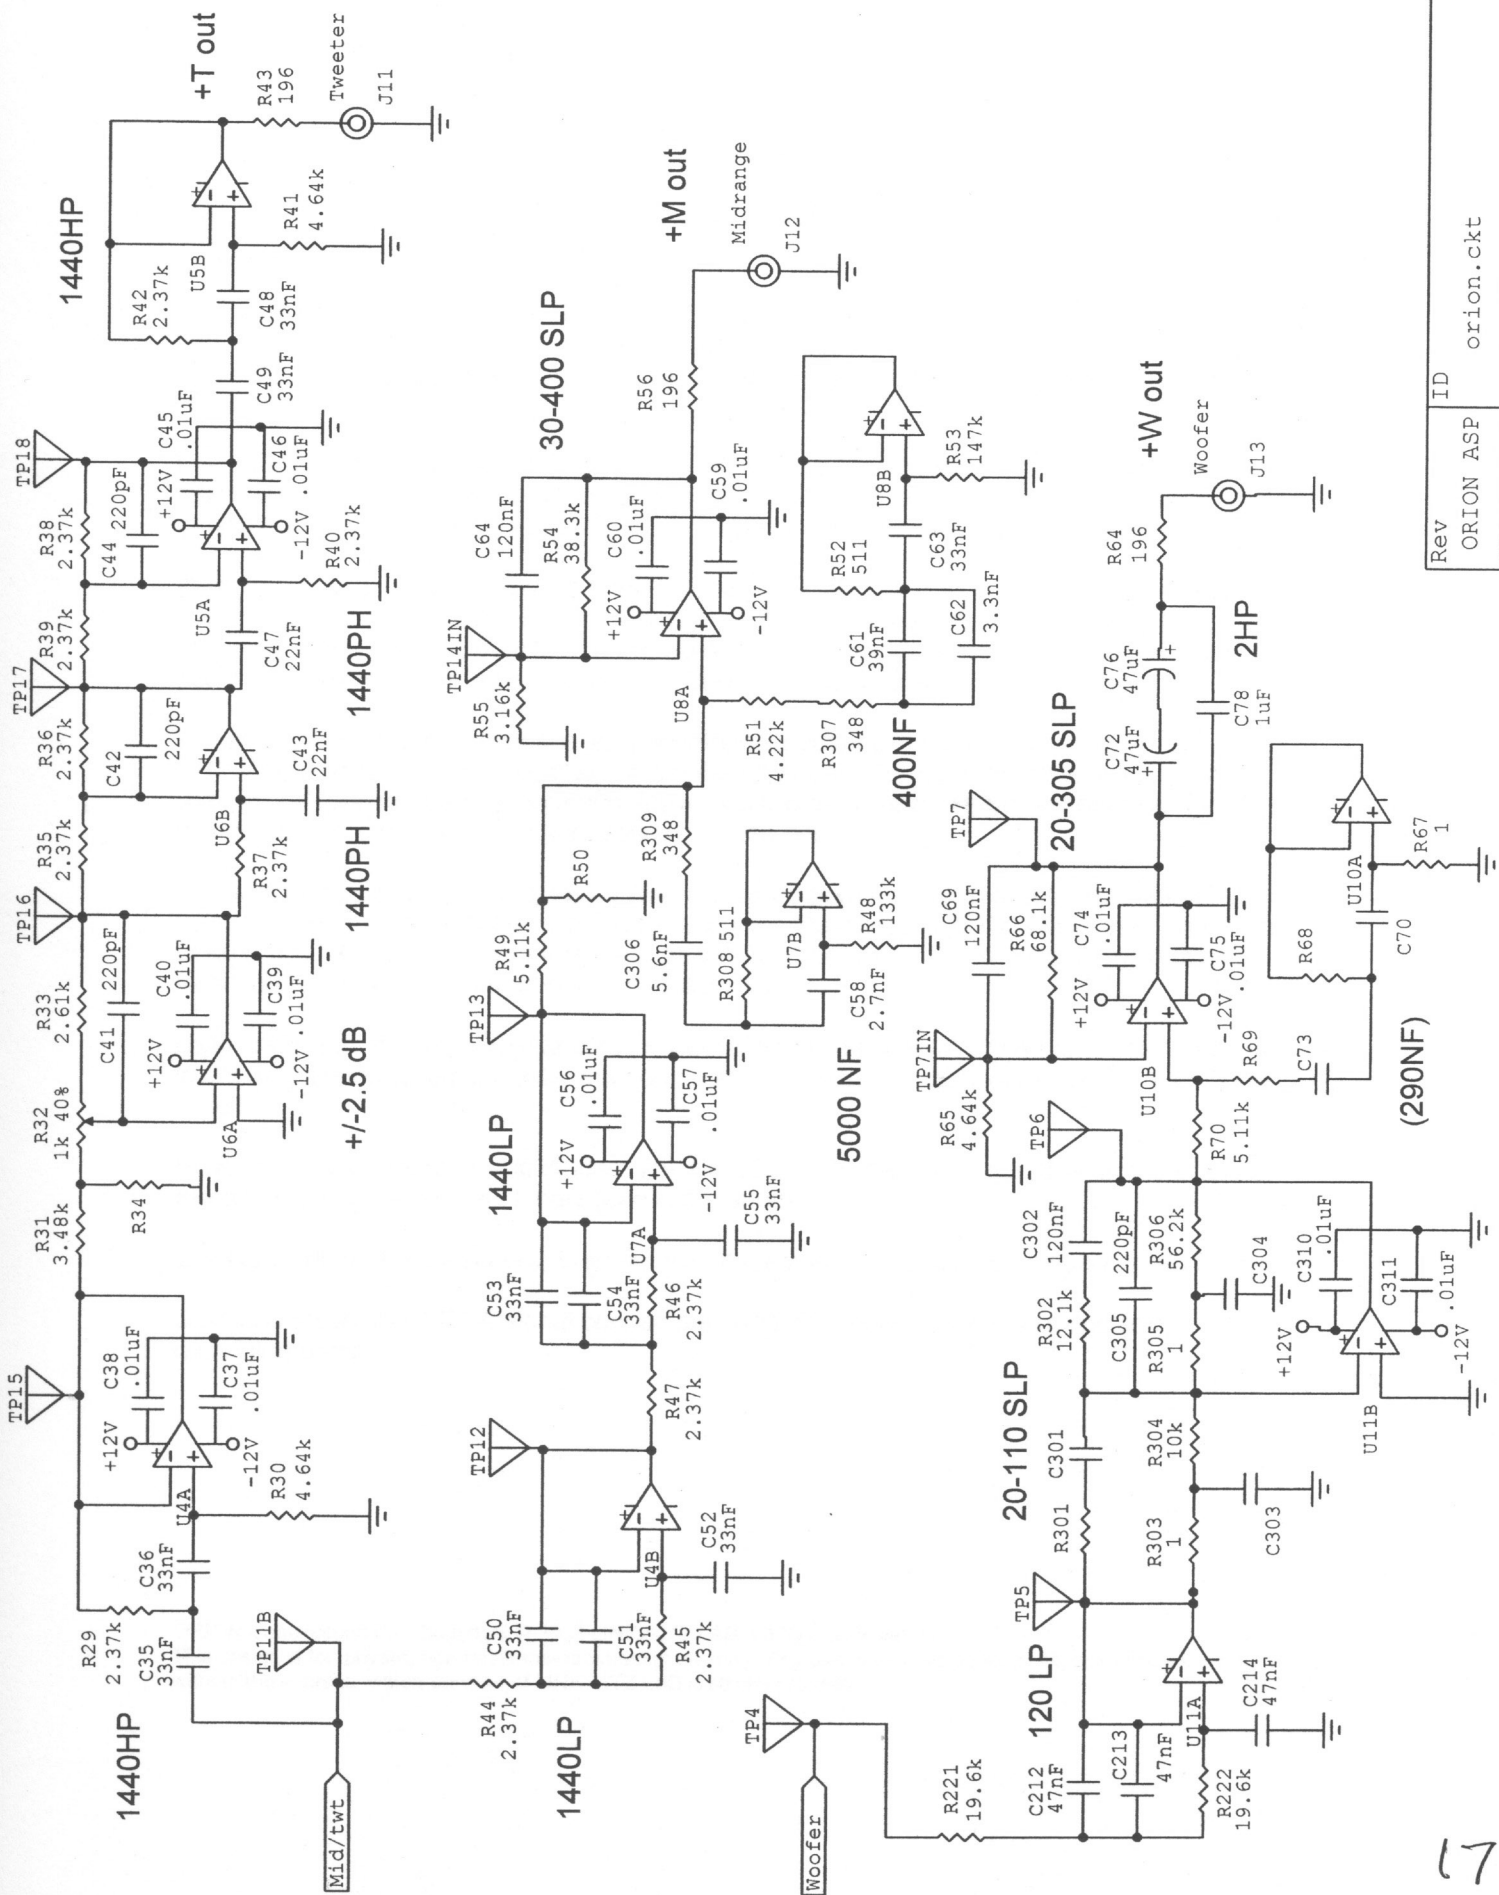 1440HP
Mid/twt
TP11B
R29
2.37k
C35
33nF
C36
33nF
TP15
+12V
C38
.01uF
C37
.01uF
-12V
U4A
R30
4.64k
R31
3.48k
R34
R32
1k 40%
R33
2.61k
C41
220pF
TP16
+12V
C40
.01uF
C39
.01uF
-12V
U6A
+/-2.5 dB
R35
2.37k
R36
2.37k
C42
220pF
TP17
U6B
R37
2.37k
C43
22nF
1440PH
R39
2.37k
R38
2.37k
C44
220pF
TP18
U5A
C47
22nF
R40
2.37k
1440PH
+12V
C45
.01uF
C46
.01uF
-12V
1440HP
C49
33nF
C48
33nF
R42
2.37k
U5B
R41
4.64k
+T out
R43
196
Tweeter
J11
1440LP
R44
2.37k
C50
33nF
C51
33nF
R45
2.37k
U4B
C52
33nF
TP12
R47
2.37k
R46
2.37k
C53
33nF
C54
33nF
U7A
C55
33nF
1440LP
+12V
C56
.01uF
C57
.01uF
-12V
TP13
R49
5.11k
R50
C306
5.6nF
R309
348
R308 511
U7B
C58
2.7nF
R48
133k
5000 NF
TP14IN
R55
3.16k
C64
120nF
R54
38.3k
+12V
C60
.01uF
C59
.01uF
-12V
U8A
30-400 SLP
R56
196
+M out
Midrange
J12
R51
4.22k
R307
348
400NF
C61
39nF
C62
3.3nF
R52
511
C63
33nF
U8B
R53
147k
Woofer
TP4
R221
19.6k
C212
47nF
C213
47nF
R222
19.6k
U11A
C214
47nF
120 LP
TP5
R301
C301
R303
1
C303
R304
10k
20-110 SLP
R302
12.1k
C302
120nF
C305
220pF
R305
1
R306
56.2k
C304
+12V
C310
.01uF
C311
.01uF
-12V
U11B
TP6
R70
5.11k
TP7IN
R65
4.64k
C69
120nF
R66
68.1k
TP7
+12V
C74
.01uF
C75
.01uF
-12V
U10B
20-305 SLP
R69
C73
R68
C70
U10A
R67
1
(290NF)
C72
47uF
C76
47uF
C78
1uF
2HP
R64
196
+W out
Woofer
J13
Rev
ORION ASP
ID
orion.ckt
17